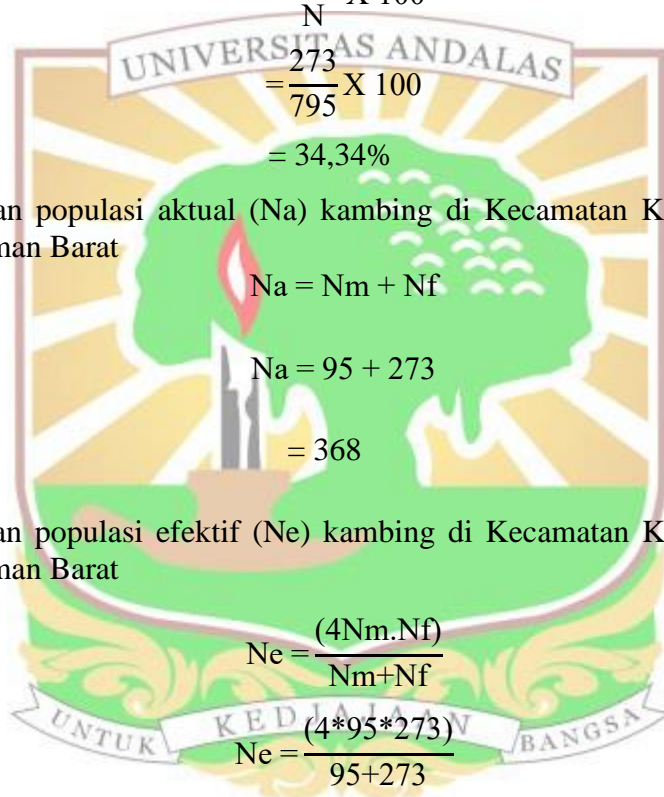 N X 100
UNIVERSITAS ANDALAS
= 273/795 X 100
= 34,34%
an populasi aktual (Na) kambing di Kecamatan K
man Barat
Na = Nm + Nf
Na = 95 + 273
= 368
an populasi efektif (Ne) kambing di Kecamatan K
man Barat
Ne = (4Nm.Nf)/Nm+Nf
UNTUK KEDJAJAAN BANGSA
Ne = (4*95*273)/95+273